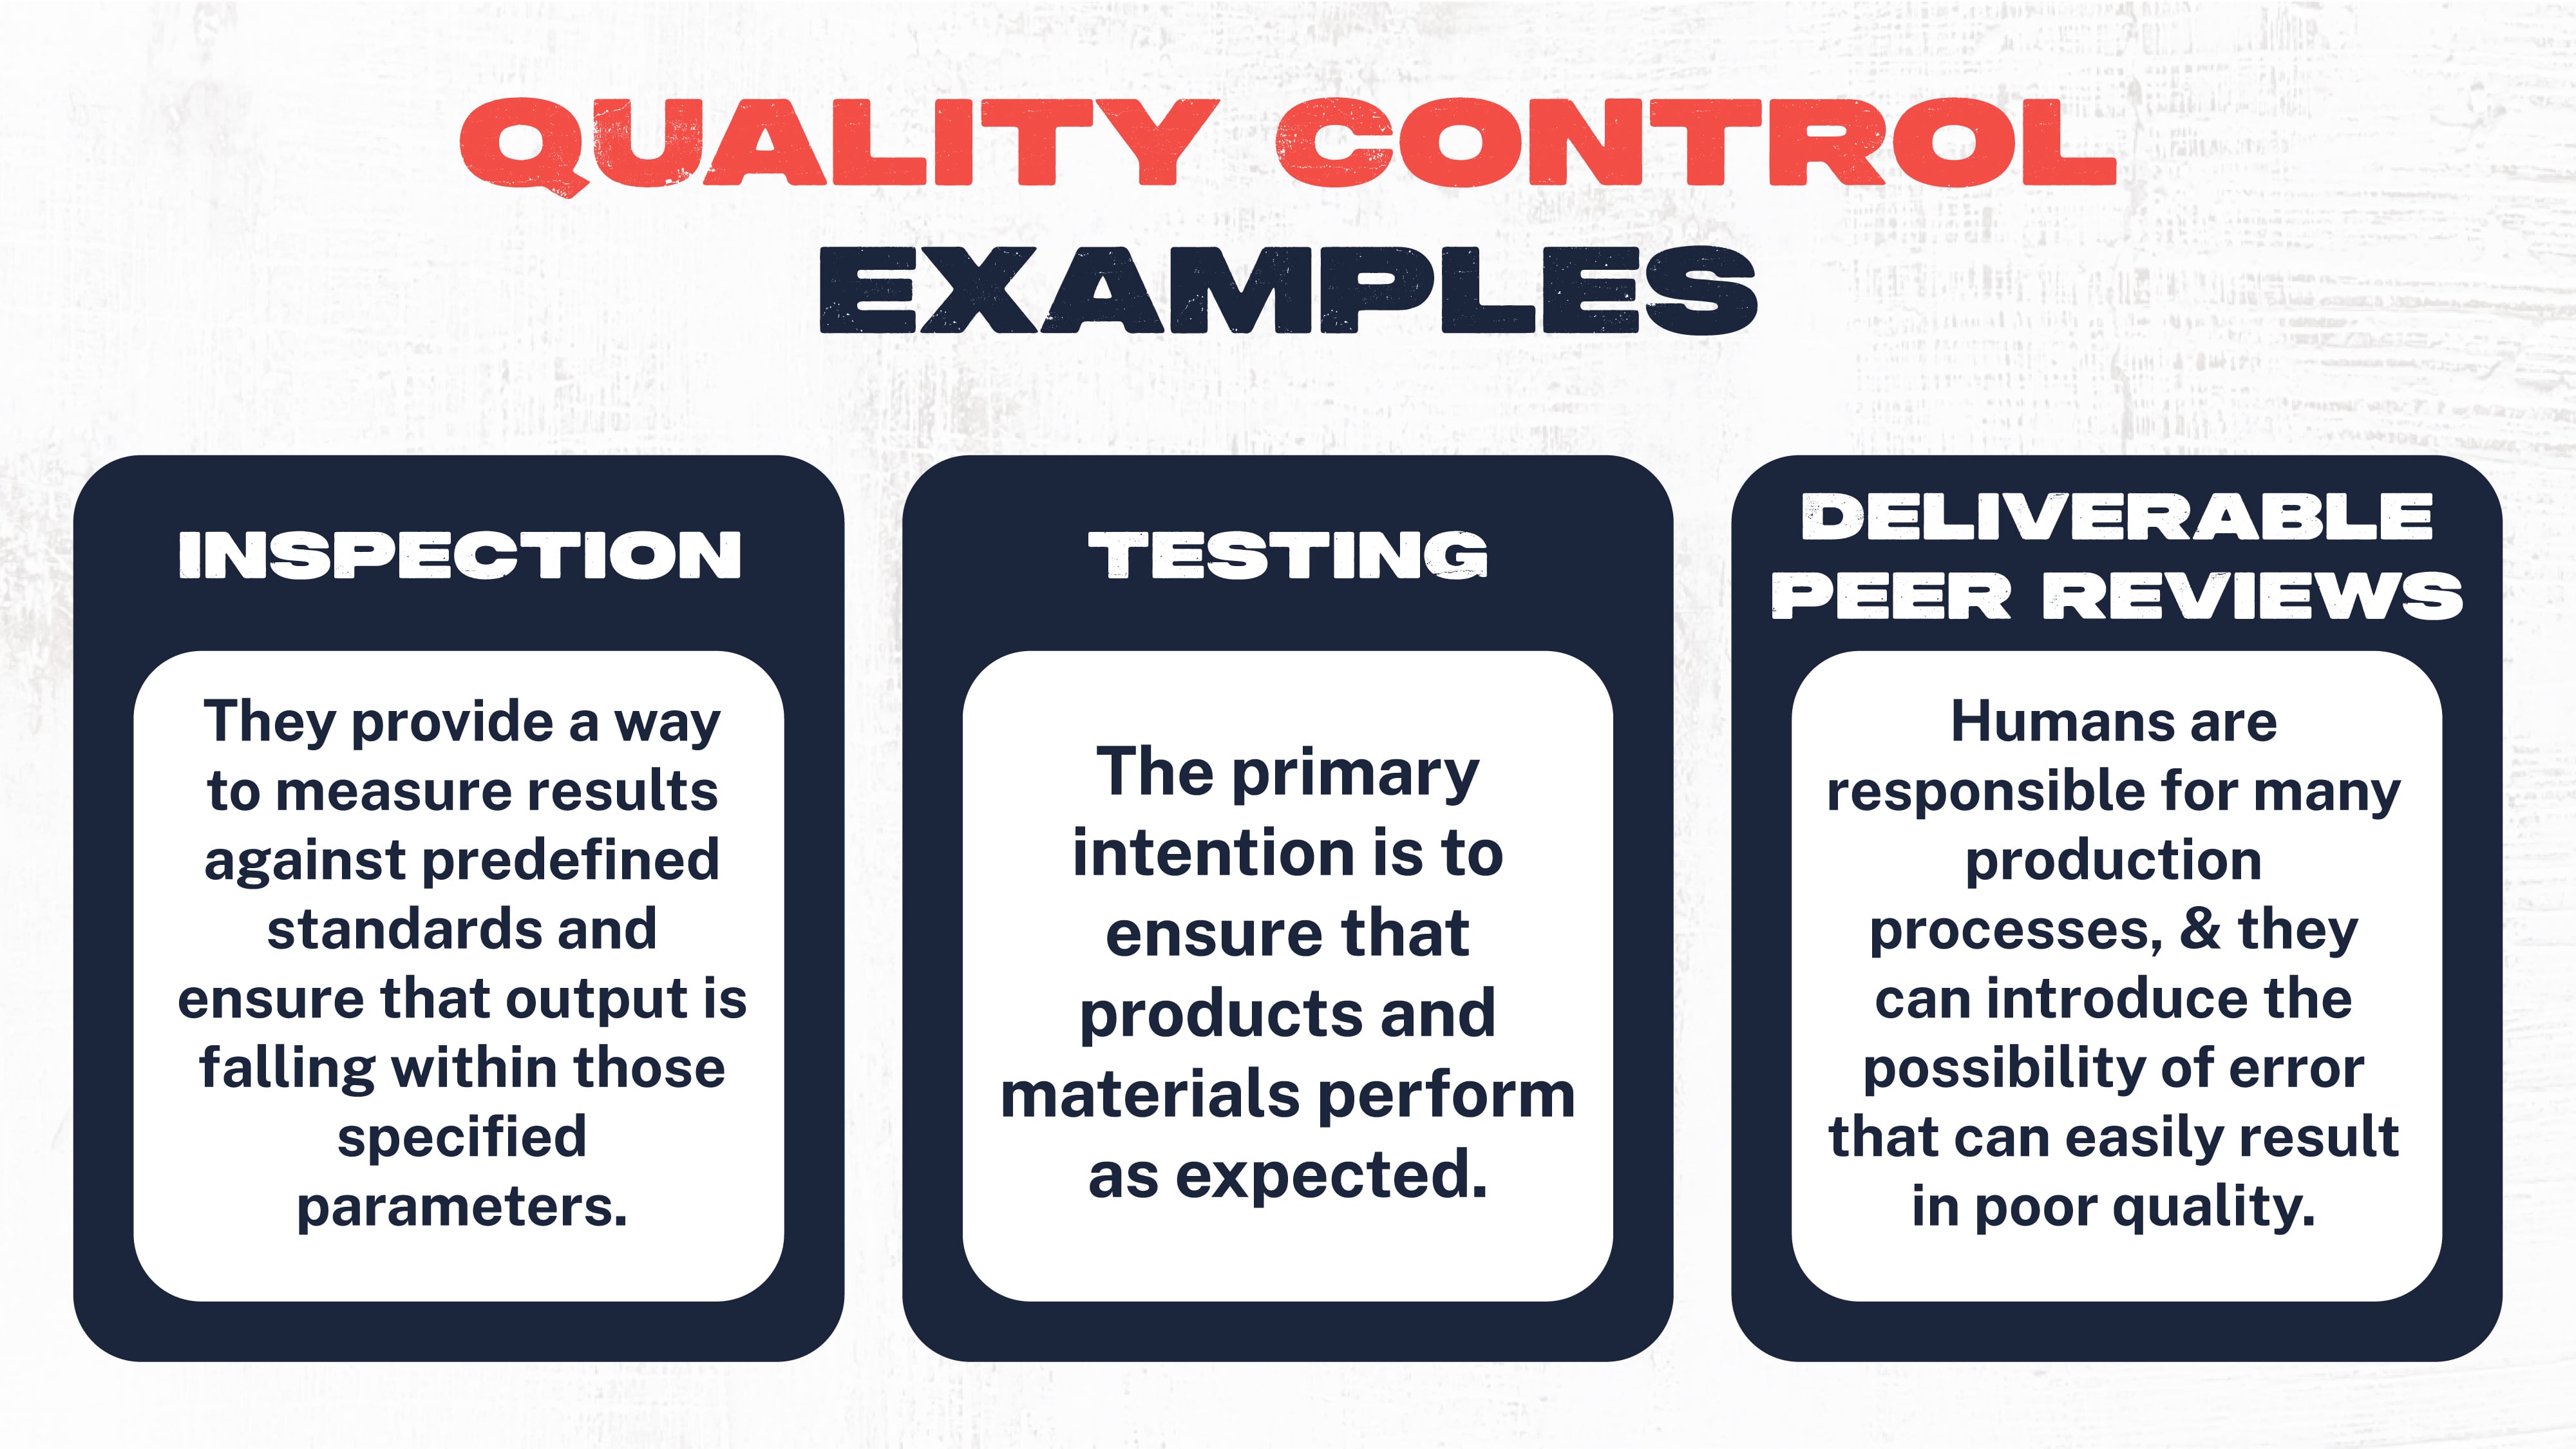 QUALITY CONTROL
EXAMPLES
INSPECTION
They provide a way
to measure results
against predefined
standards and
ensure that output is
falling within those
specified
parameters.
TESTING
The primary
intention is to
ensure that
products and
materials perform
as expected.
DELIVERABLE
PEER REVIEWS
Humans are
responsible for many
production
processes, & they
can introduce the
possibility of error
that can easily result
in poor quality.